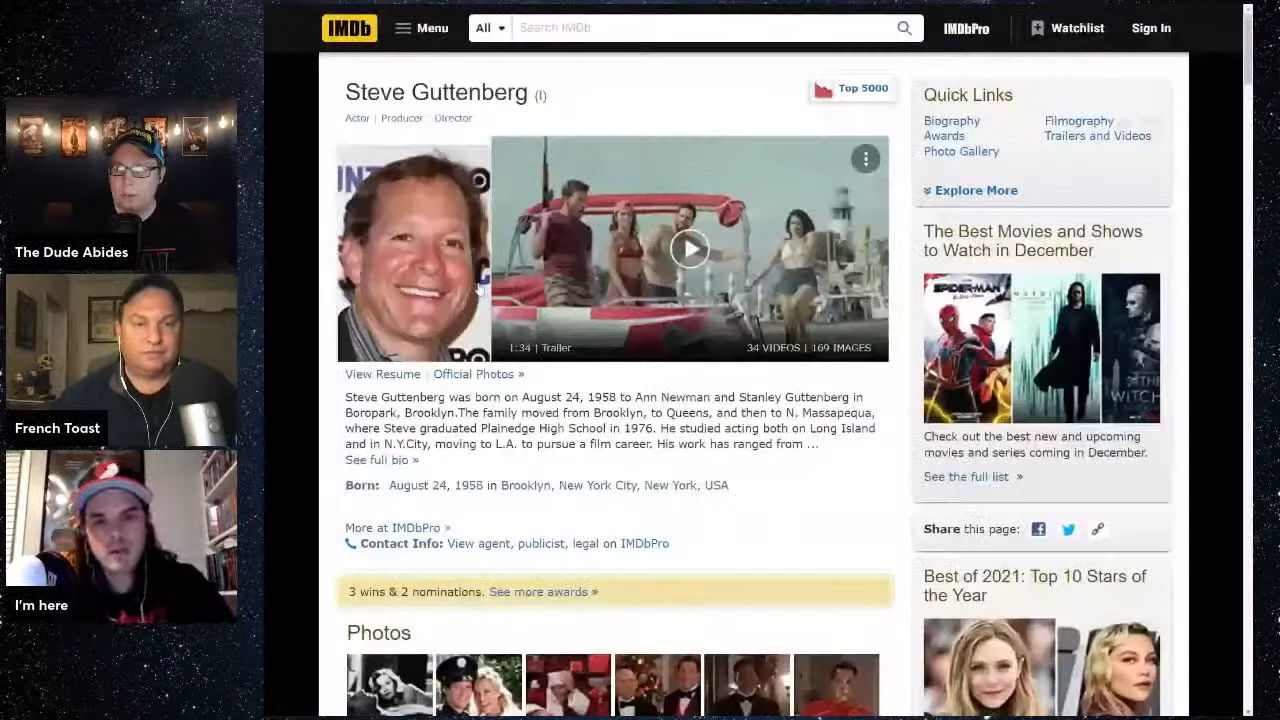 IMDb
Menu
All
Search IMDb
IMDbPro
Watchlist
Sign In
Steve Guttenberg (I)
Top 5000
Actor | Producer | Director
1:34 | Trailer
34 VIDEOS | 169 IMAGES
View Resume | Official Photos »
Steve Guttenberg was born on August 24, 1958 to Ann Newman and Stanley Guttenberg in
Boropark, Brooklyn.The family moved from Brooklyn, to Queens, and then to N. Massapequa,
where Steve graduated Plainedge High School in 1976. He studied acting both on Long Island
and in N.Y.City, moving to L.A. to pursue a film career. His work has ranged from ...
See full bio »
Born: August 24, 1958 in Brooklyn, New York City, New York, USA
More at IMDbPro »
Contact Info: View agent, publicist, legal on IMDbPro
3 wins & 2 nominations. See more awards »
Photos
Quick Links
Biography
Filmography
Awards
Trailers and Videos
Photo Gallery
Explore More
The Best Movies and Shows
to Watch in December
SPIDER-MAN
Check out the best new and upcoming
movies and series coming in December.
See the full list »
Share this page:
Best of 2021: Top 10 Stars of
the Year
The Dude Abides
French Toast
I'm here